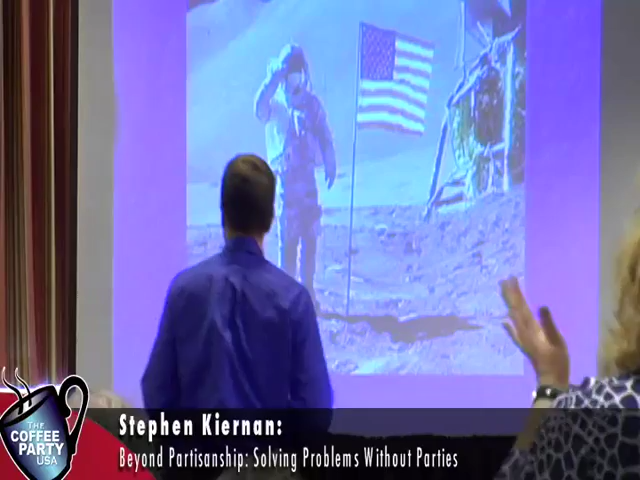 THE
COFFEE
PARTY
USA
Stephen Kiernan:
Beyond Partisanship: Solving Problems Without Parties